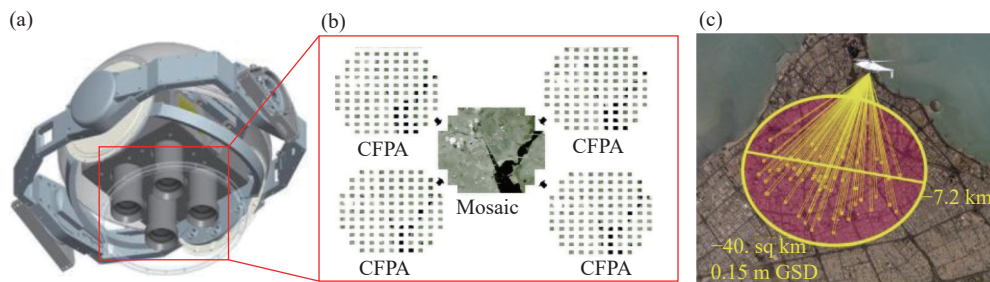 (a)
(b)
(c)
CFPA
CFPA
Mosaic
CFPA
CFPA
−7.2 km
−40. sq km
0.15 m GSD